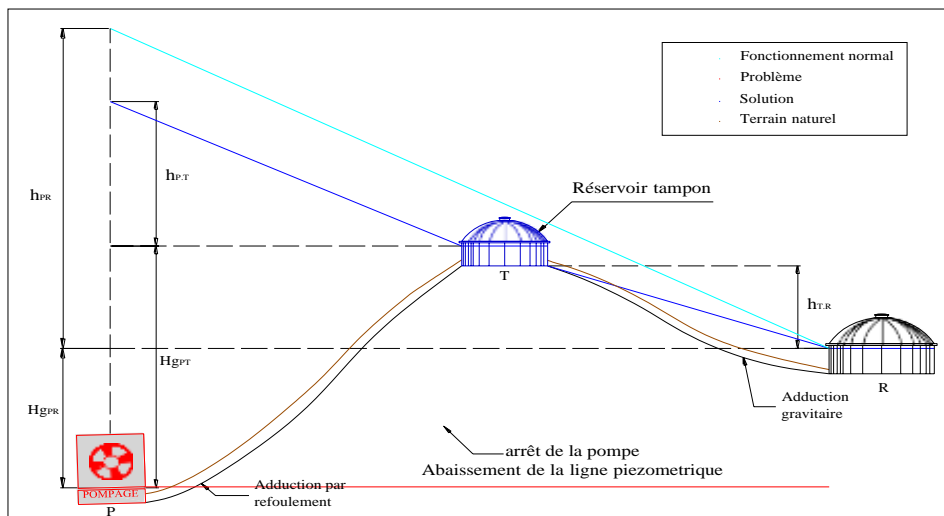 Fonctionnement normal
Problème
Solution
Terrain naturel
hP.T
hPR
Réservoir tampon
T
hT.R
HgPT
HgPR
R
Adduction
gravitaire
arrêt de la pompe
Abaissement de la ligne piezometrique
Adduction par
refoulement
POMPAGE
P